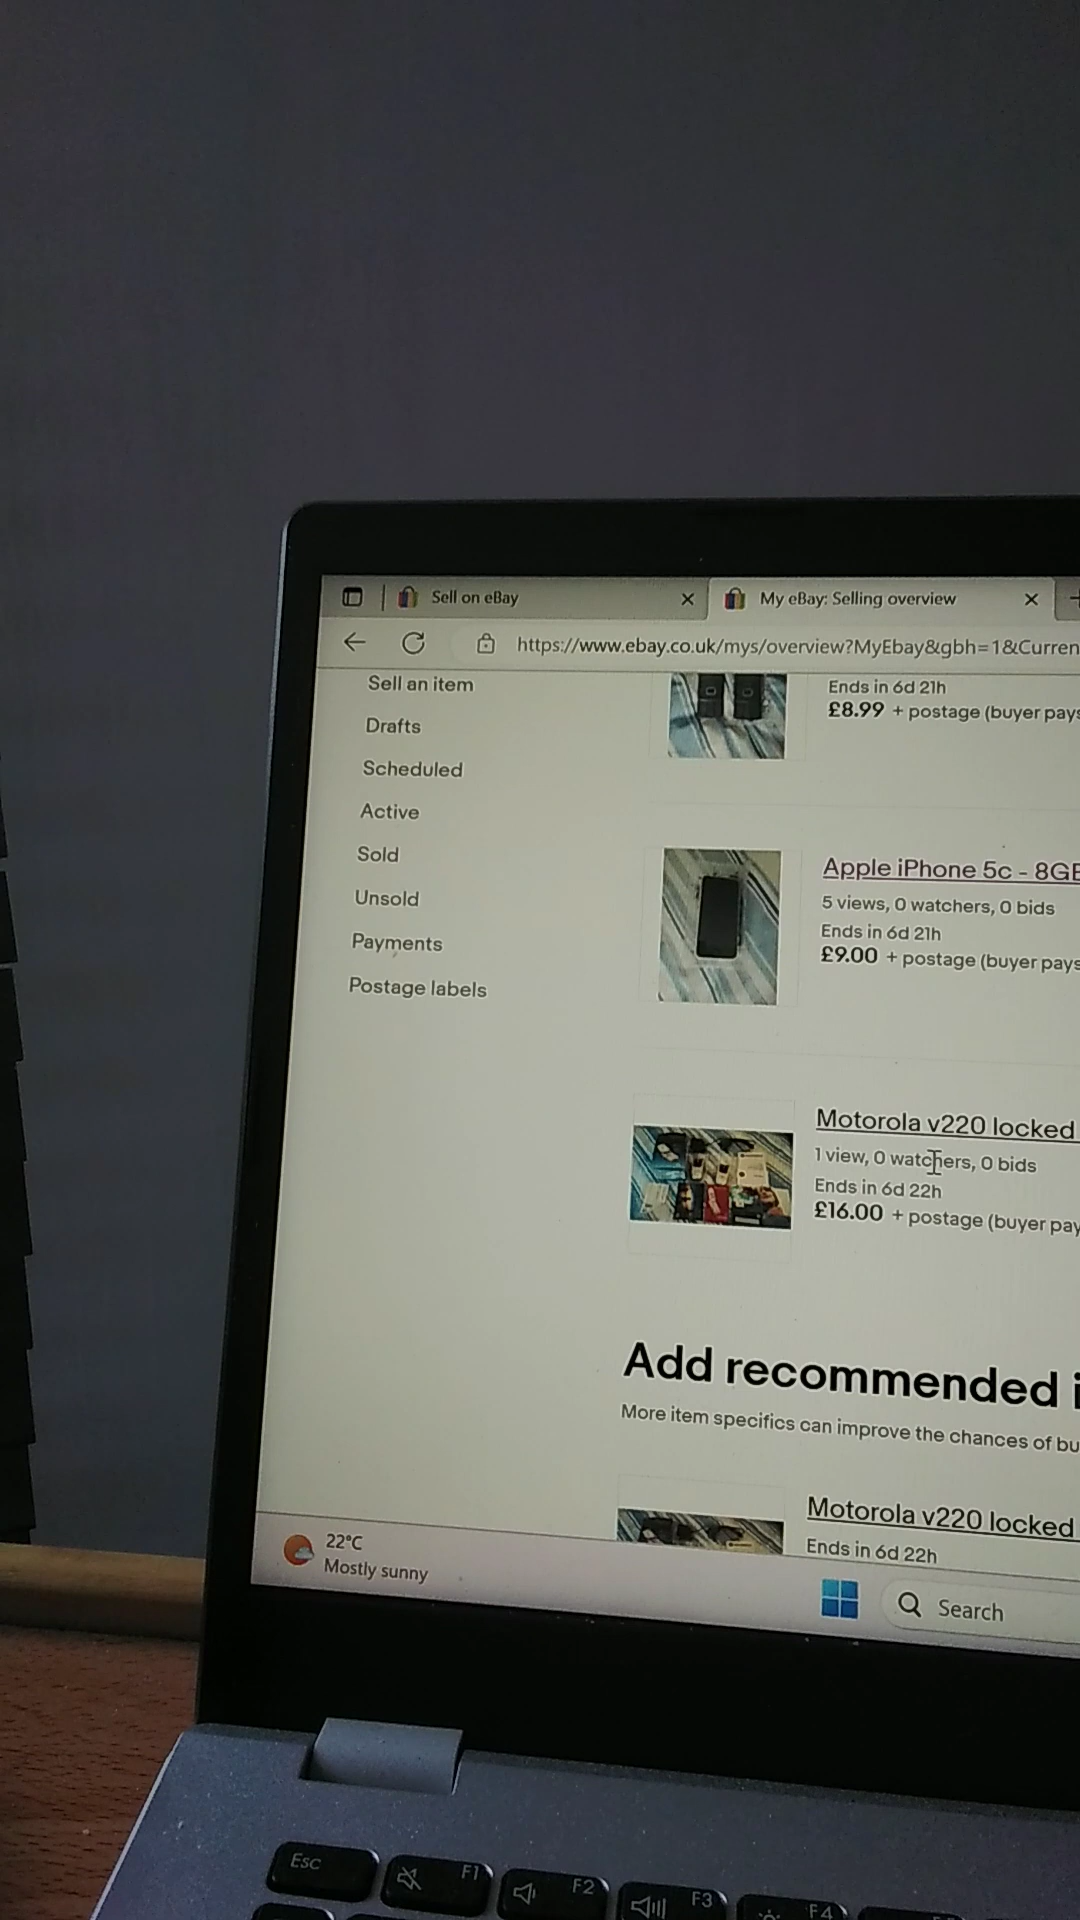 Sell on eBay
My eBay: Selling overview
https://www.ebay.co.uk/mys/overview?MyEbay&gbh=1&Curren
Sell an item
Drafts
Scheduled
Active
Sold
Unsold
Payments
Postage labels
Ends in 6d 21h
£8.99 + postage (buyer pays
Apple iPhone 5c - 8GB
5 views, 0 watchers, 0 bids
Ends in 6d 21h
£9.00 + postage (buyer pays
Motorola v220 locked
1 view, 0 watchers, 0 bids
Ends in 6d 22h
£16.00 + postage (buyer pay
Add recommended i
More item specifics can improve the chances of bu
Motorola v220 locked
Ends in 6d 22h
22°C
Mostly sunny
Search
Esc
F1
F2
F3
F4